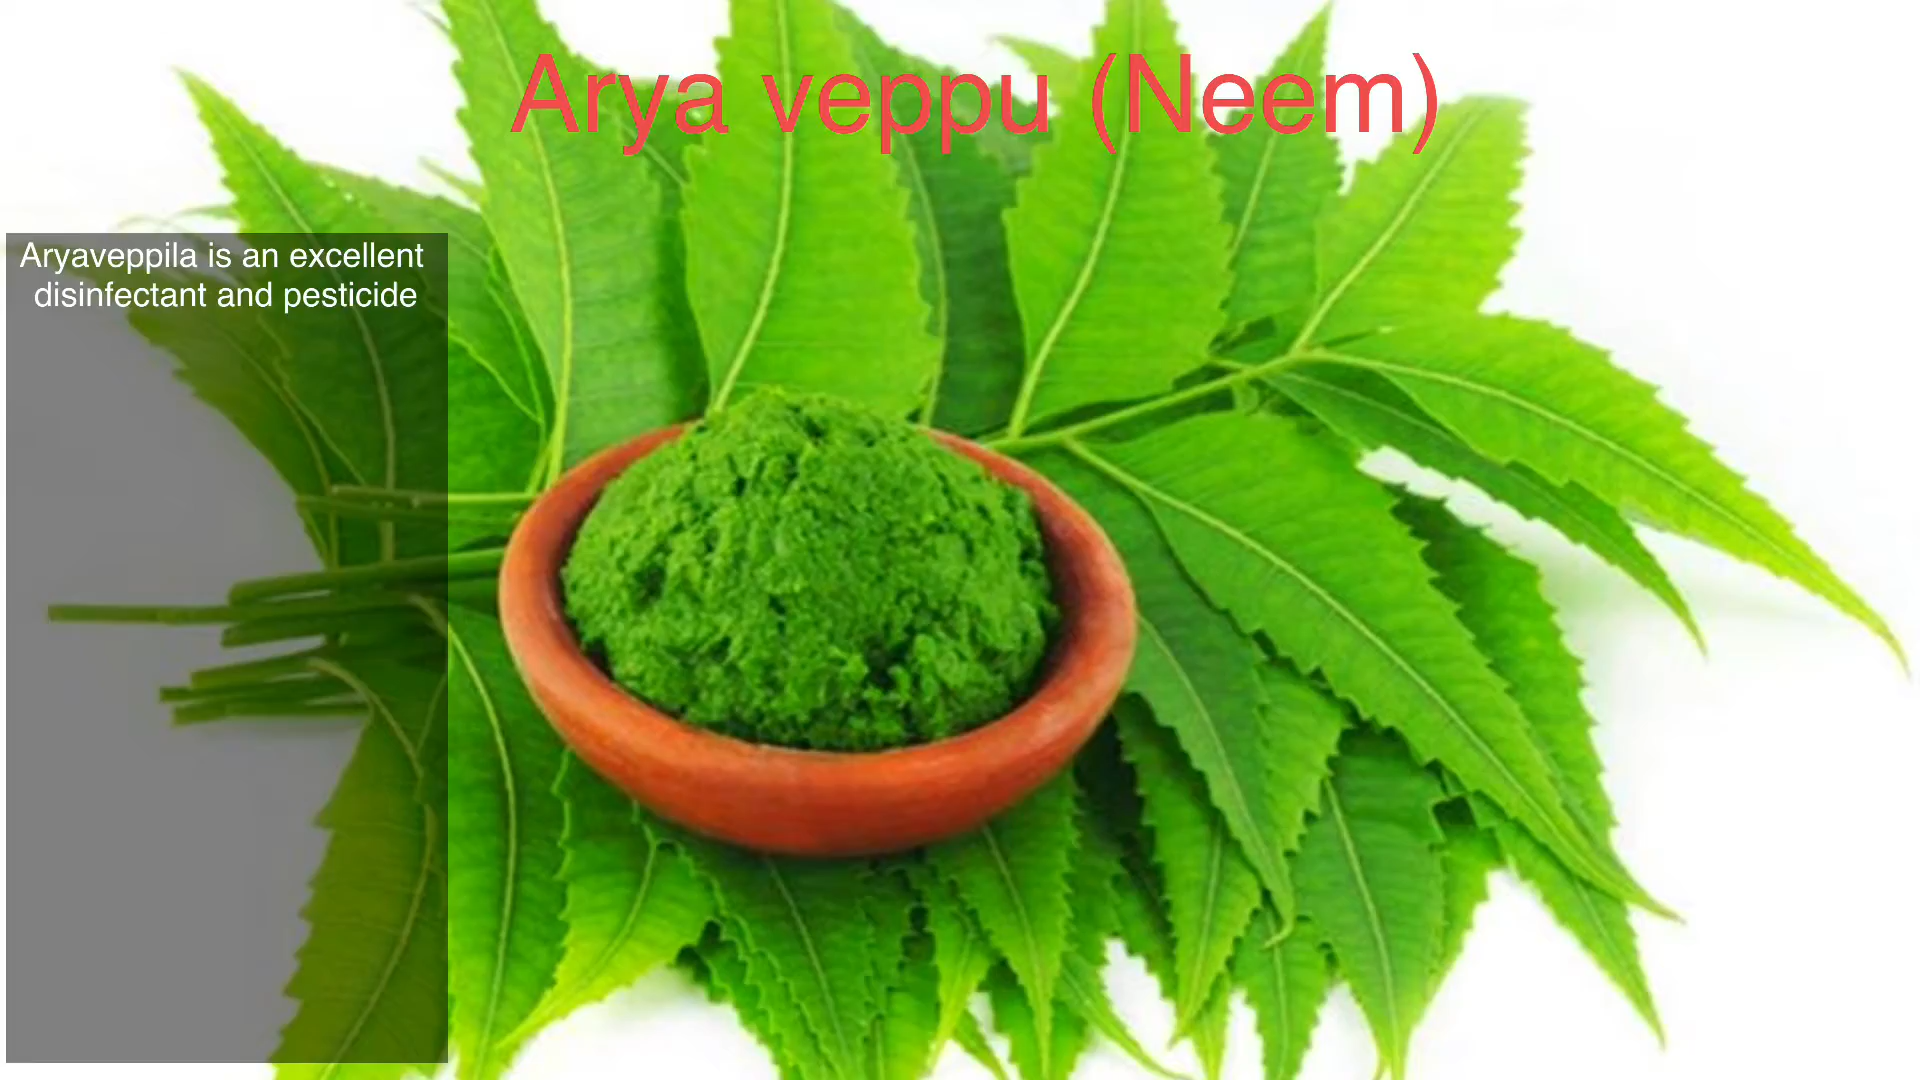 Arya veppu (Neem)
Aryaveppila is an excellent
disinfectant and pesticide